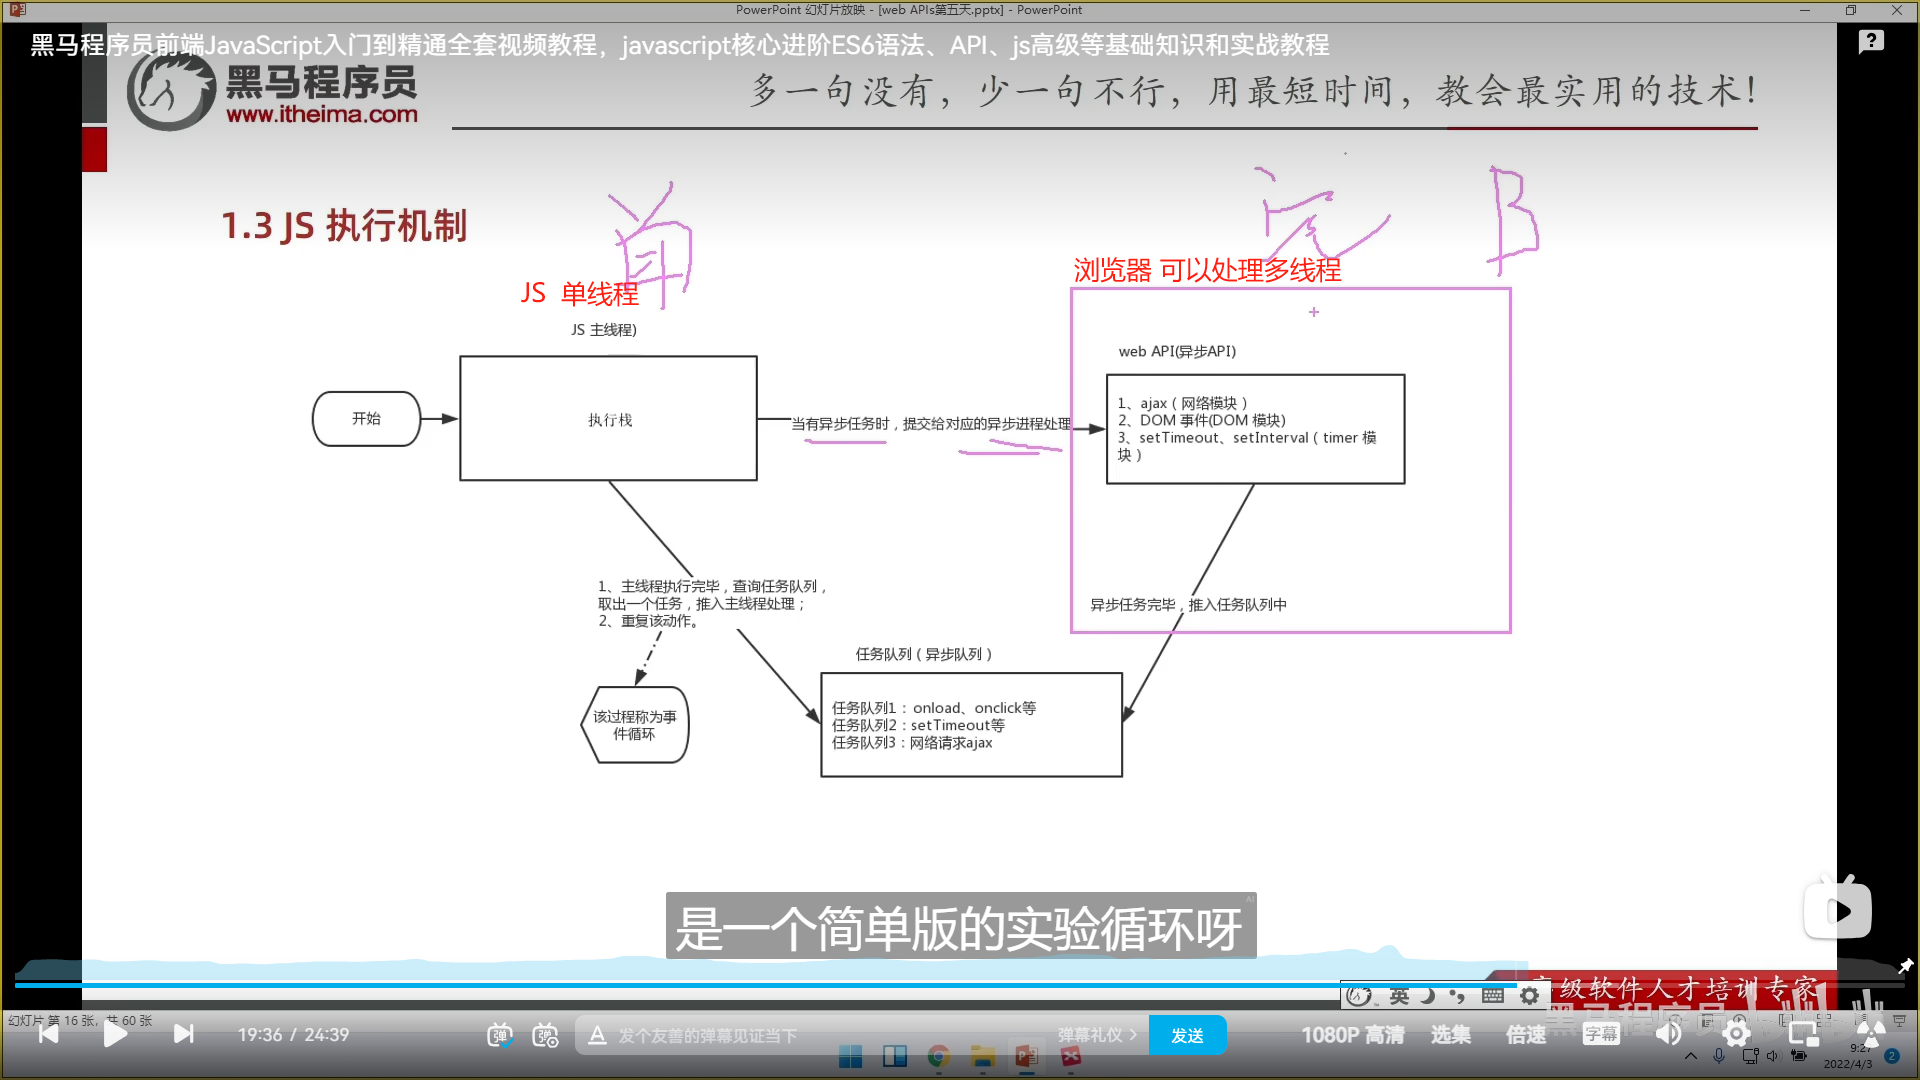 PowerPoint 幻灯片放映 - [web APIs第五天.pptx] - PowerPoint
黑马程序员前端JavaScript入门到精通全套视频教程，javascript核心进阶ES6语法、API、js高级等基础知识和实战教程
黑马程序员
www.itheima.com
多一句没有，少一句不行，用最短时间，教会最实用的技术！
1.3 JS 执行机制
单
B
JS 单线程
浏览器 可以处理多线程
JS 主线程)
web API(异步API)
开始
执行栈
当有异步任务时，提交给对应的异步进程处理
1、ajax（网络模块）
2、DOM 事件(DOM 模块)
3、setTimeout、setInterval（timer 模
块）
1、主线程执行完毕，查询任务队列，
取出一个任务，推入主线程处理；
2、重复该动作。
异步任务完毕，推入任务队列中
任务队列（异步队列）
该过程称为事
件循环
任务队列1：onload、onclick等
任务队列2：setTimeout等
任务队列3：网络请求ajax
是一个简单版的实验循环呀
AI
英
级软件人才培训专家
黑马程序员
幻灯片 第 16 张，共 60 张
19:36 / 24:39
弹
弹
A
发个友善的弹幕见证当下
弹幕礼仪
发送
1080P 高清
选集
倍速
字幕
9:27
2022/4/3
2